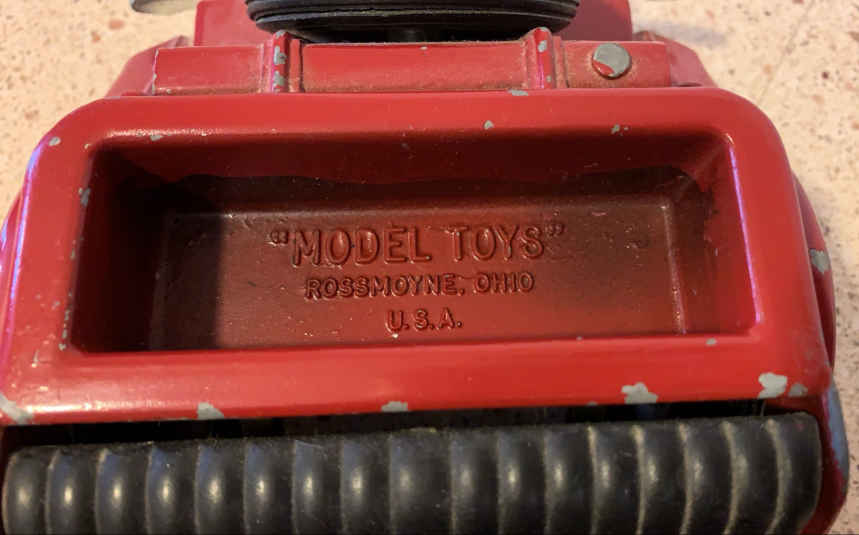 “MODEL TOYS”
ROSSMOYNE, OHIO
U.S.A.